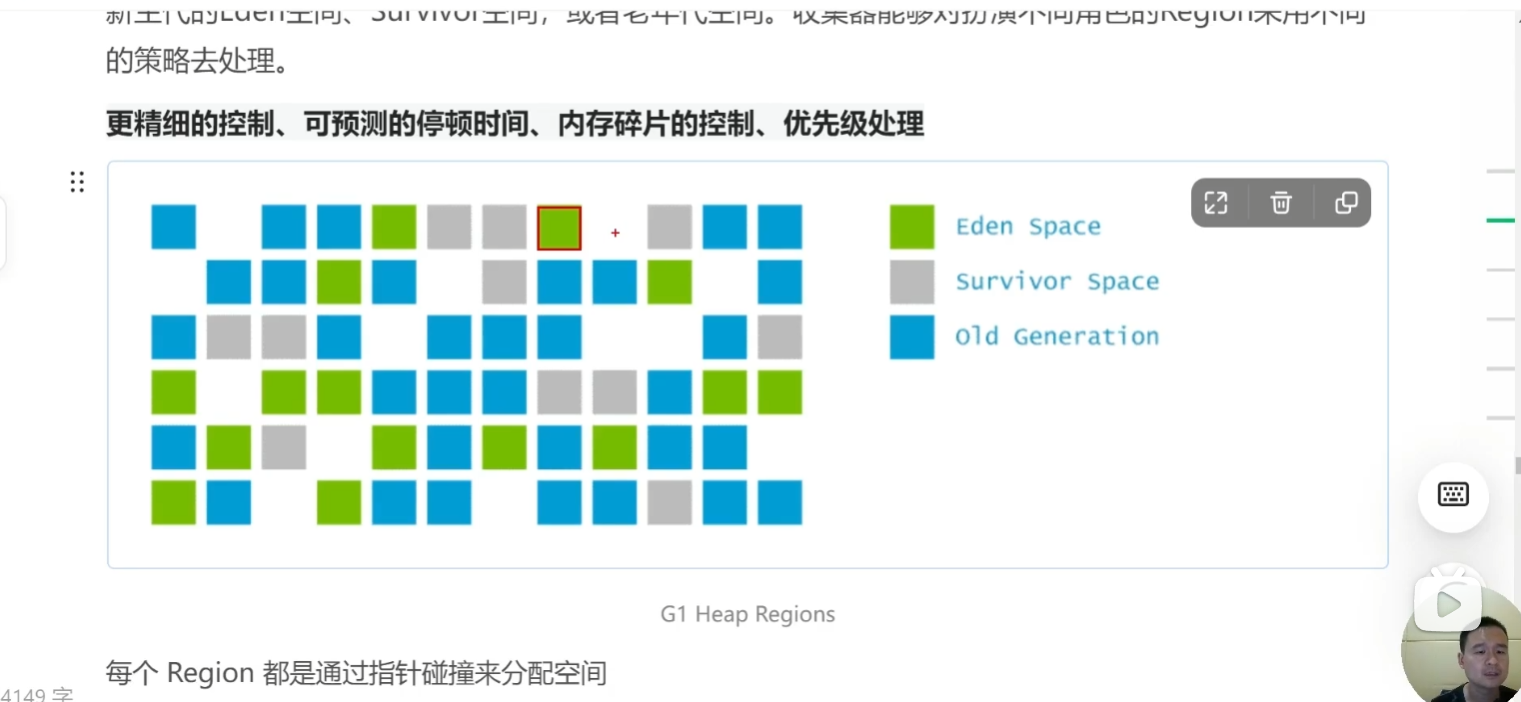 新生代的Eden空间、Survivor空间，或者老年代空间。收集器能够对扮演不同角色的Region采用不同
的策略去处理。
更精细的控制、可预测的停顿时间、内存碎片的控制、优先级处理
Eden Space
Survivor Space
Old Generation
G1 Heap Regions
每个 Region 都是通过指针碰撞来分配空间
4149 字